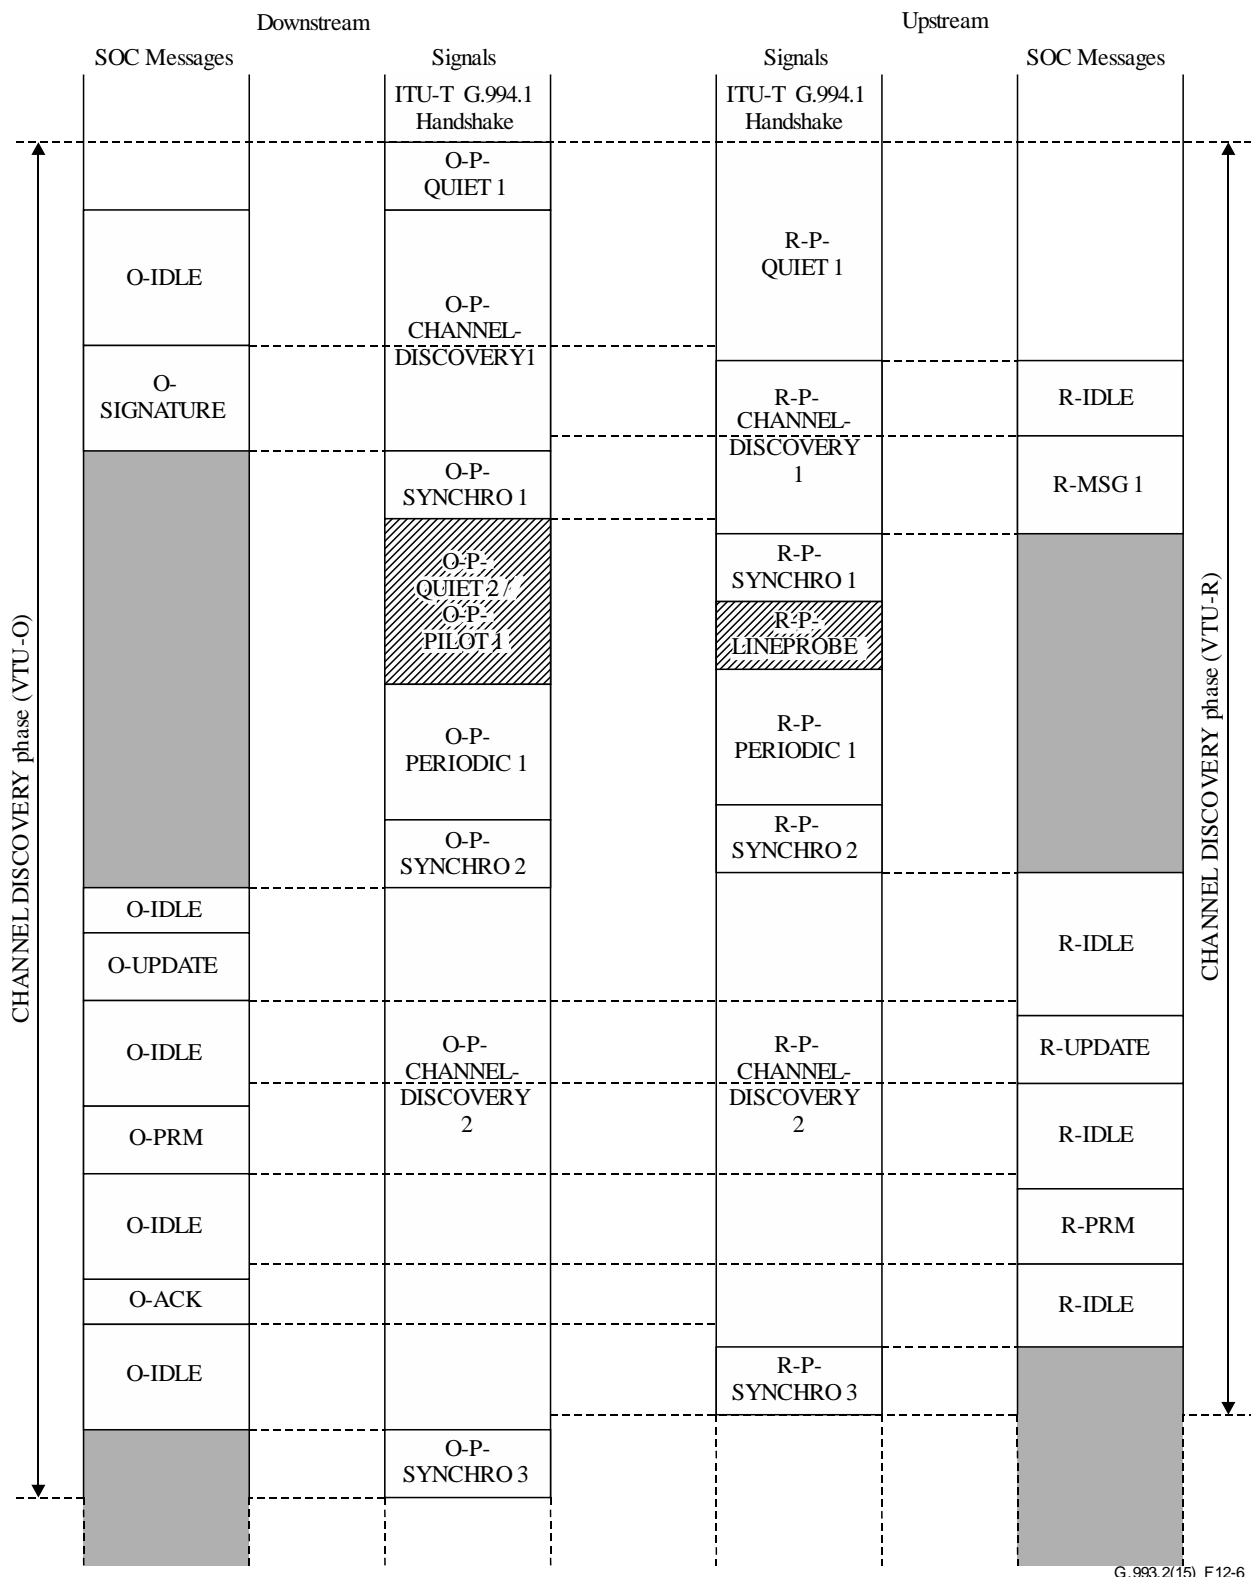 Downstream
Upstream
SOC Messages
Signals
Signals
SOC Messages
ITU-T G.994.1
Handshake
ITU-T G.994.1
Handshake
CHANNEL DISCOVERY phase (VTU-O)
O-IDLE
O-
SIGNATURE
O-IDLE
O-UPDATE
O-IDLE
O-PRM
O-IDLE
O-ACK
O-IDLE
O-P-
QUIET 1
O-P-
CHANNEL-
DISCOVERY1
O-P-
SYNCHRO 1
O-P-
QUIET 2 /
O-P-
PILOT 1
O-P-
PERIODIC 1
O-P-
SYNCHRO 2
O-P-
CHANNEL-
DISCOVERY
2
O-P-
SYNCHRO 3
R-P-
QUIET 1
R-P-
CHANNEL-
DISCOVERY
1
R-P-
SYNCHRO 1
R-P-
LINEPROBE
R-P-
PERIODIC 1
R-P-
SYNCHRO 2
R-P-
CHANNEL-
DISCOVERY
2
R-P-
SYNCHRO 3
R-IDLE
R-MSG 1
R-IDLE
R-UPDATE
R-IDLE
R-PRM
R-IDLE
CHANNEL DISCOVERY phase (VTU-R)
G.993.2(15)_F12-6